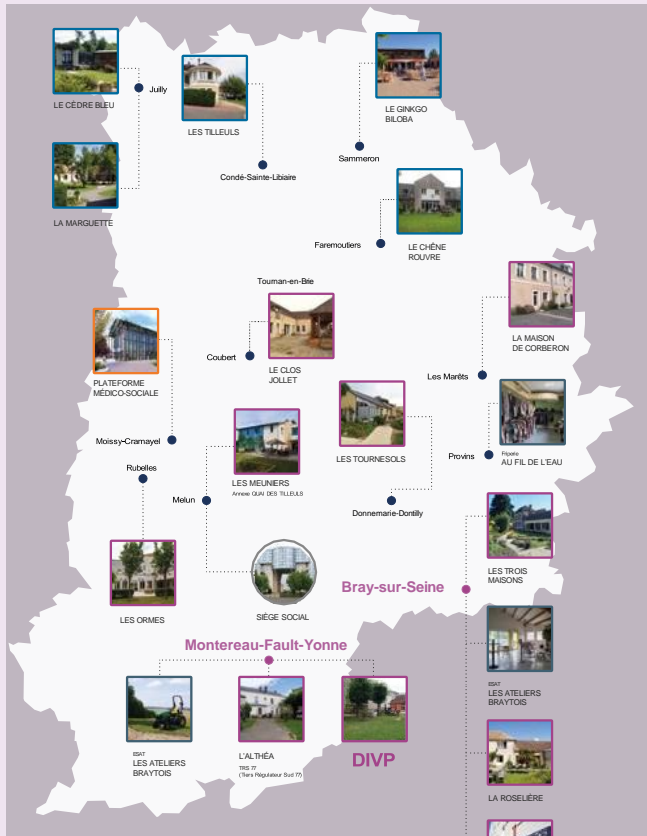 LE CÈDRE BLEU
Juilly
LES TILLEULS
LE GINKGO
BILOBA
Sammeron
Condé-Sainte-Libiaire
LA MARGUETTE
Faremoutiers
LE CHÊNE
ROUVRE
Tournan-en-Brie
LA MAISON
DE CORBERON
Coubert
LE CLOS
JOLLET
Les Marêts
PLATEFORME
MÉDICO-SOCIALE
Moissy-Cramayel
LES TOURNESOLS
Provins
Friperie
AU FIL DE L'EAU
Rubelles
LES MEUNIERS
Annexe QUAI DES TILLEULS
Melun
Donnemarie-Dontilly
LES TROIS
MAISONS
Bray-sur-Seine
LES ORMES
SIÈGE SOCIAL
Montereau-Fault-Yonne
ESAT
LES ATELIERS
BRAYTOIS
ESAT
LES ATELIERS
BRAYTOIS
L'ALTHÉA
TRS 77
(Tiers Régulateur Sud 77)
DIVP
LA ROSELIÈRE